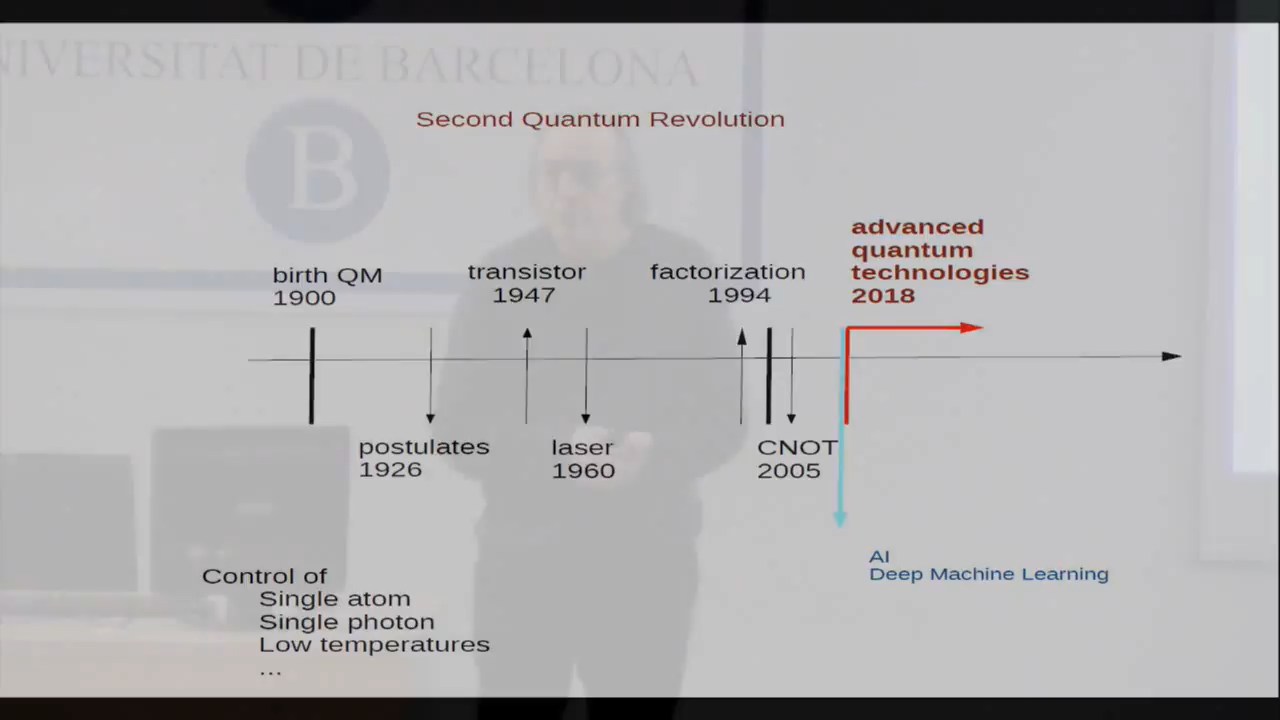 NIVERSITAT DE BARCELONA
B
Second Quantum Revolution
advanced
quantum
technologies
2018
birth QM
1900
transistor
1947
factorization
1994
postulates
1926
laser
1960
CNOT
2005
AI
Deep Machine Learning
Control of
Single atom
Single photon
Low temperatures
...